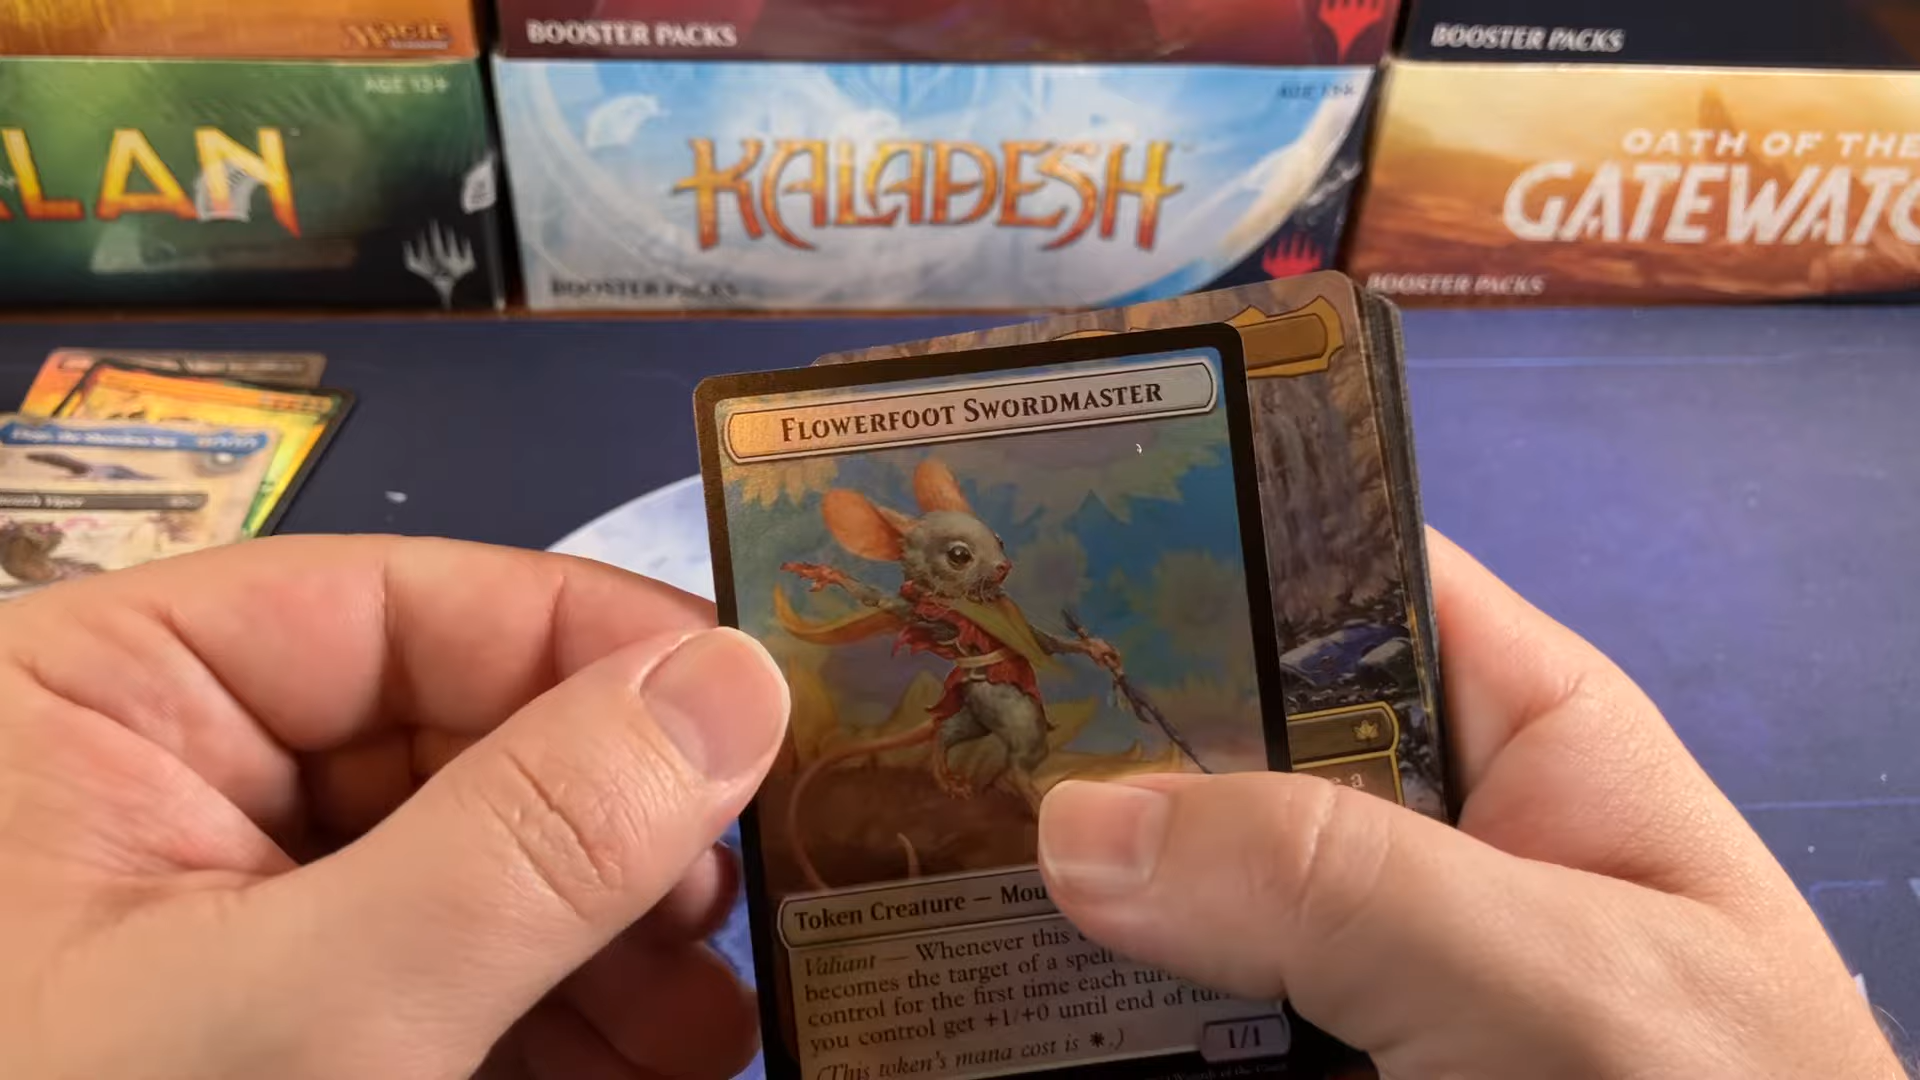 MAGIC
BOOSTER PACKS
BOOSTER PACKS
AGE 13+
LAN
KALADESH
BOOSTER PACKS
OATH OF THE
GATEWATC
BOOSTER PACKS
FLOWERFOOT SWORDMASTER
Token Creature — Mou
Valiant — Whenever this
becomes the target of a spell
control for the first time each turn
you control get +1/+0 until end of tur
(This token's mana cost is ☀.)
1/1